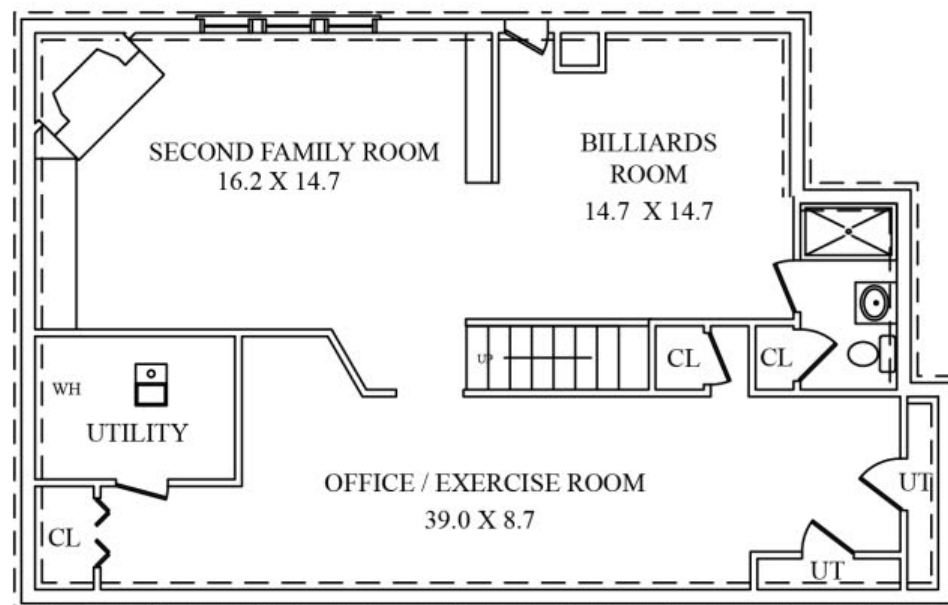 SECOND FAMILY ROOM
16.2 X 14.7
BILLIARDS
ROOM
14.7 X 14.7
UP
CL
CL
WH
UTILITY
OFFICE / EXERCISE ROOM
39.0 X 8.7
UT
CL
UT